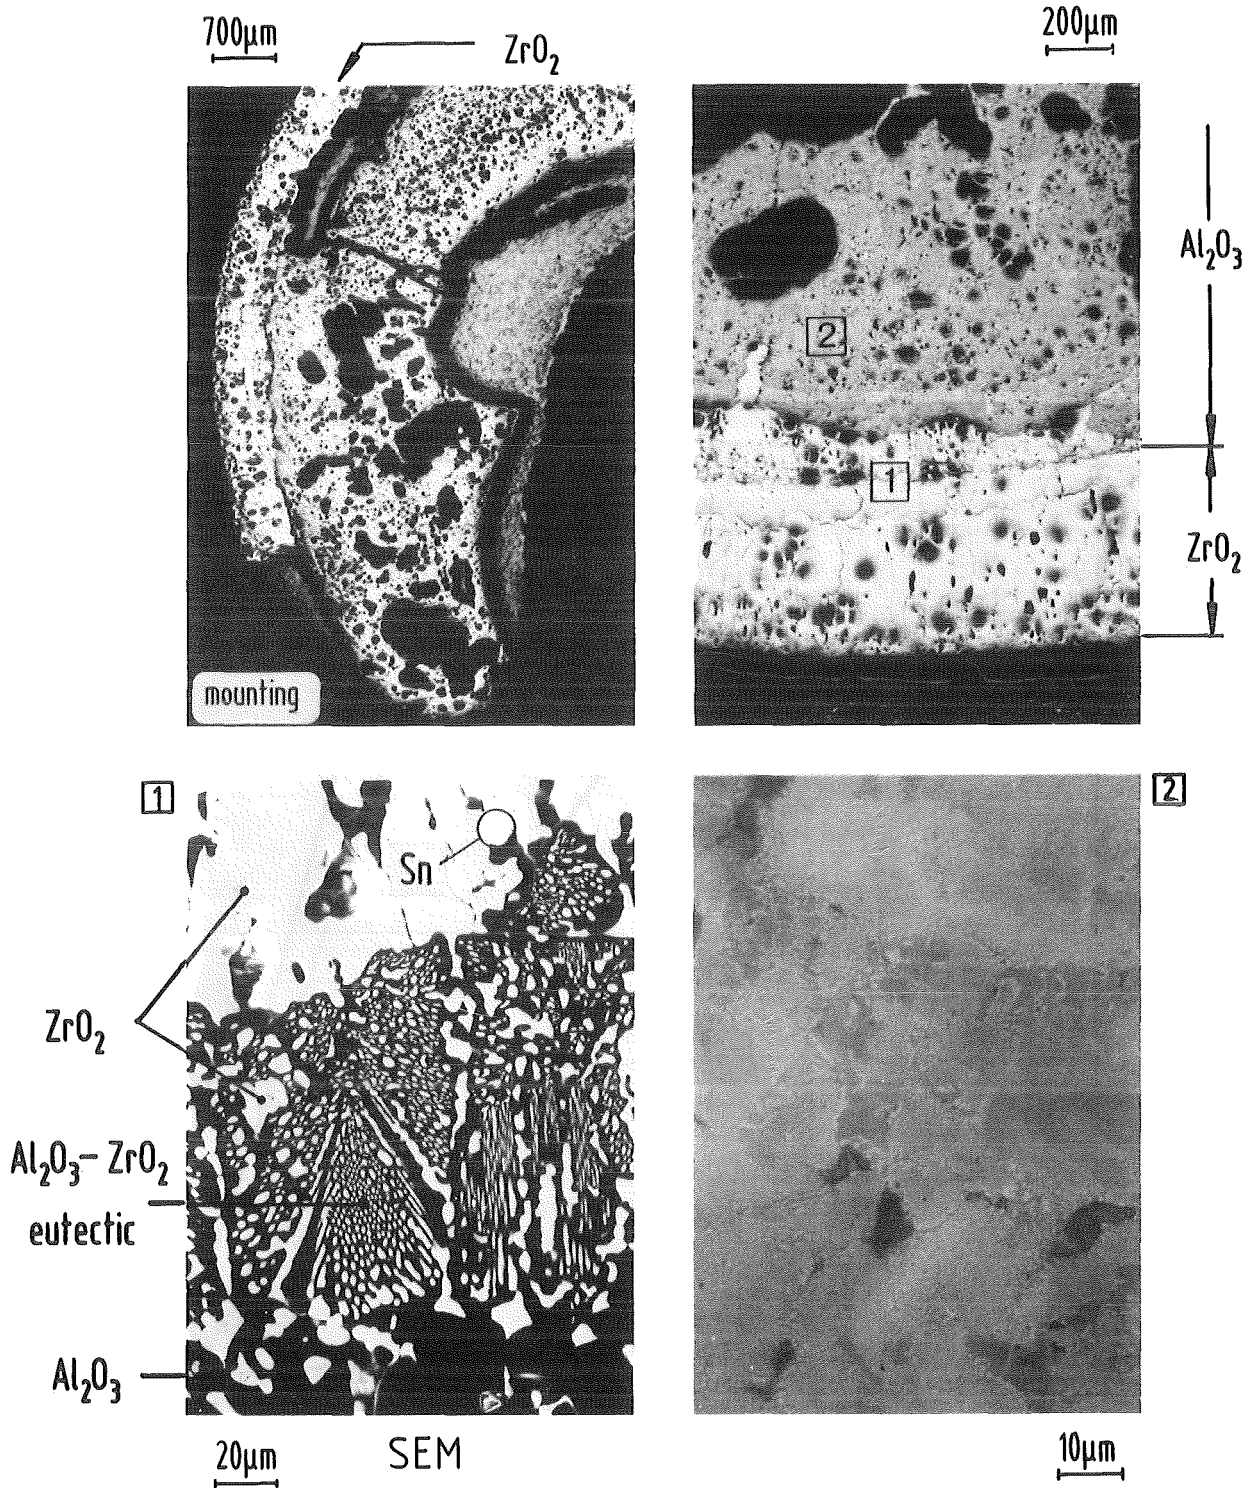 700µm
ZrO₂
200µm
mounting
2
1
Al₂O₃
ZrO₂
1
Sn
ZrO₂
Al₂O₃-ZrO₂
eutectic
Al₂O₃
20µm
SEM
2
10µm